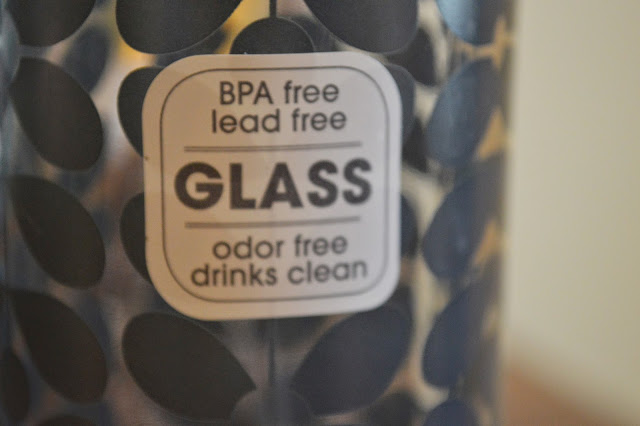 BPA free
lead free
GLASS
odor free
drinks clean